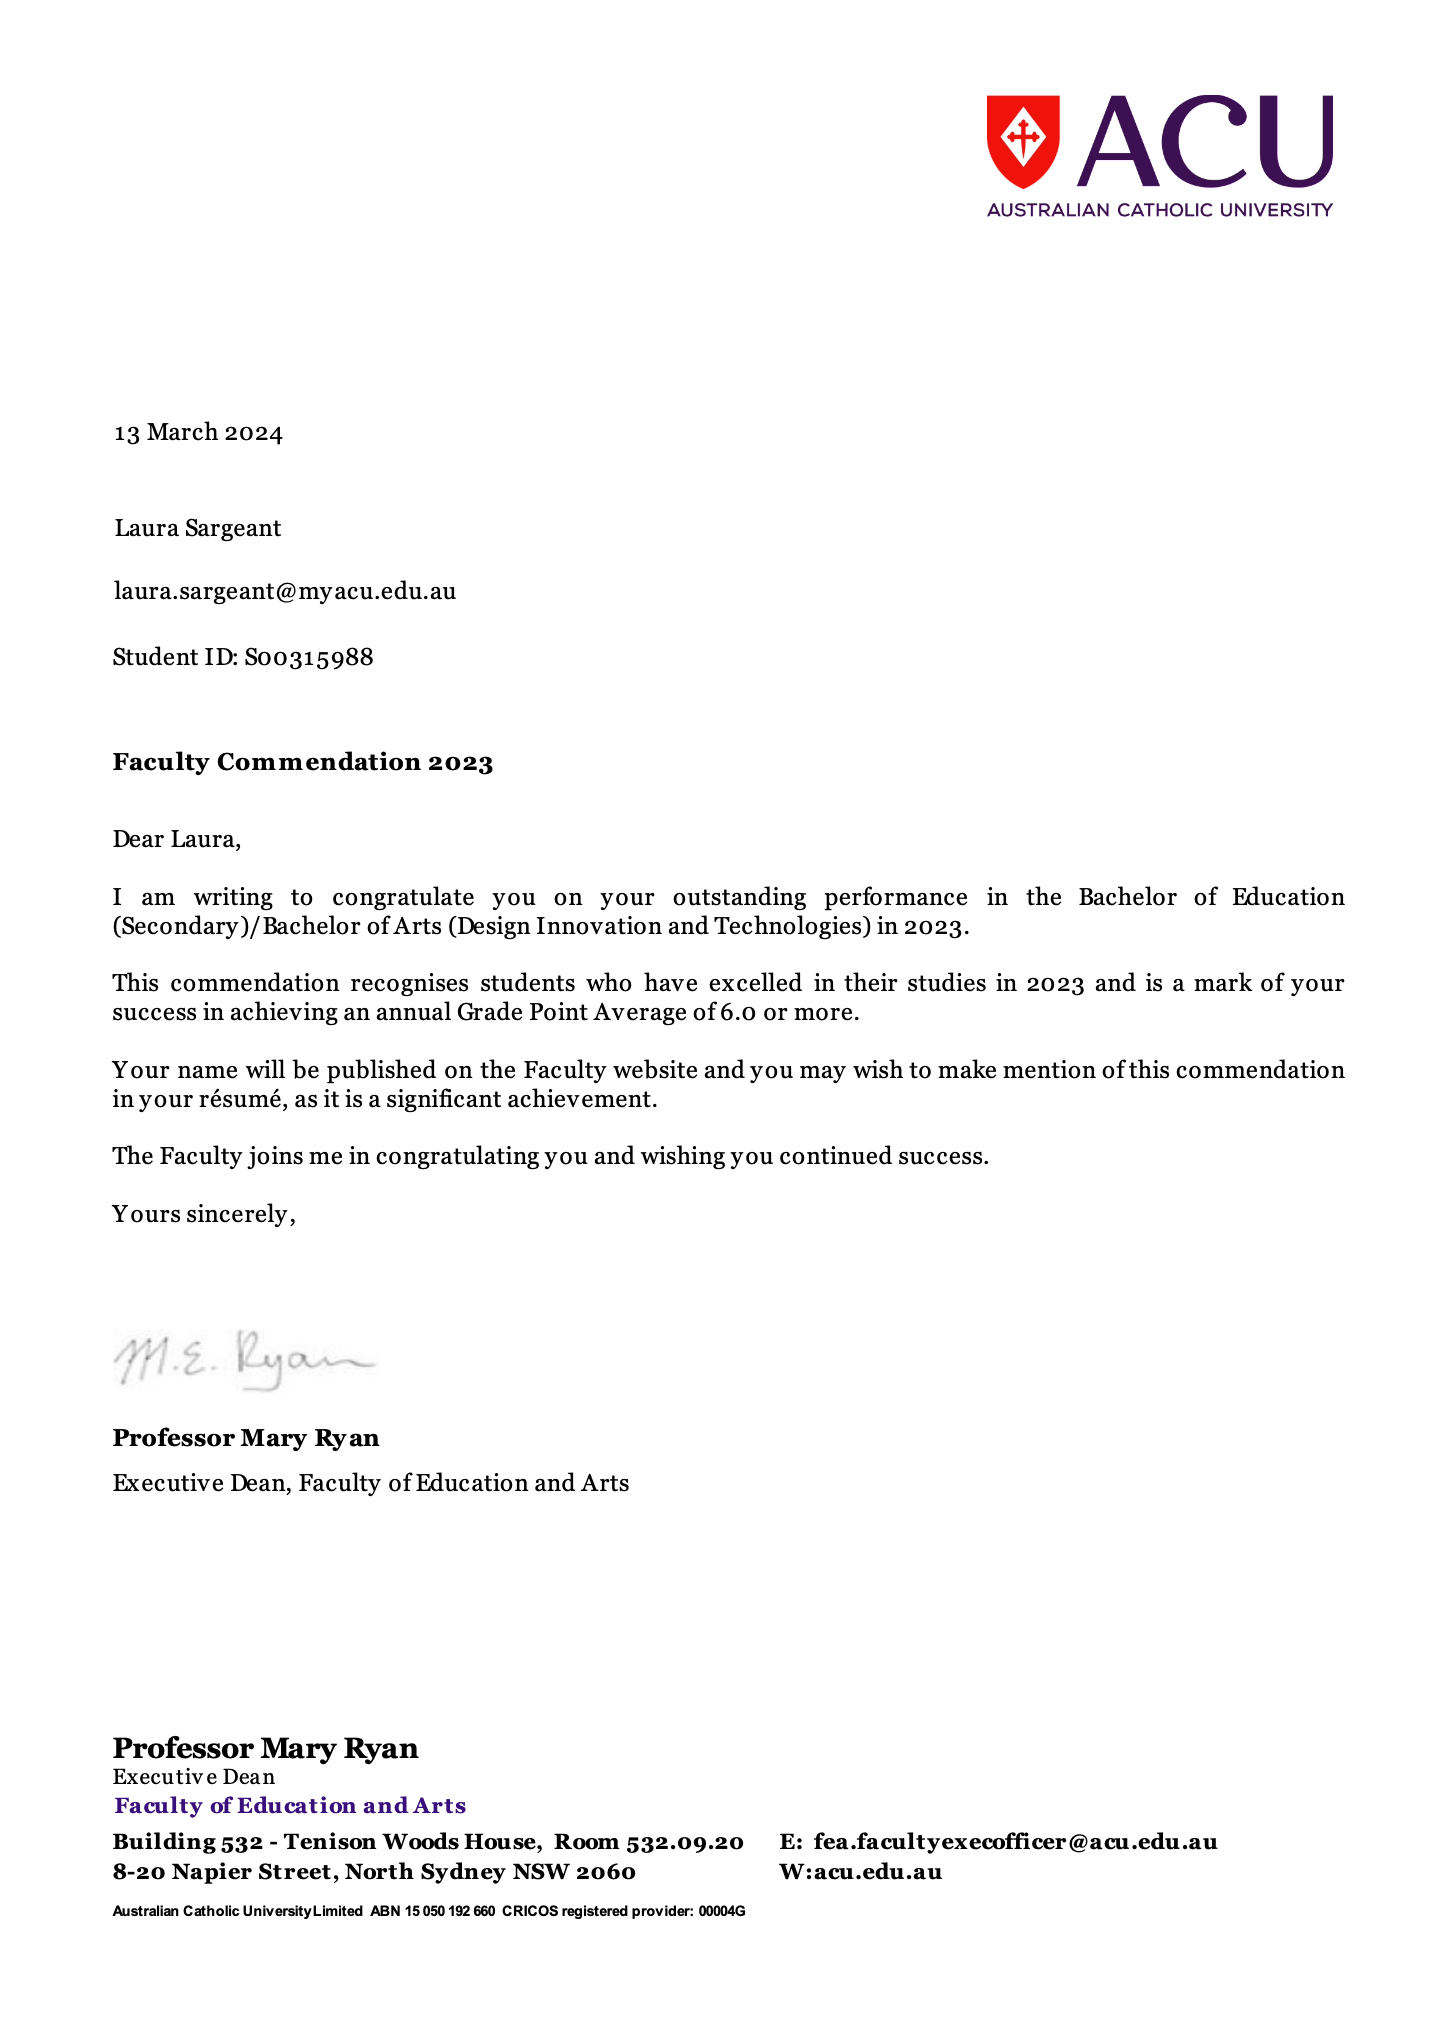 ACU
AUSTRALIAN CATHOLIC UNIVERSITY
13 March 2024
Laura Sargeant
laura.sargeant@myacu.edu.au
Student ID: S00315988
Faculty Commendation 2023
Dear Laura,
I am writing to congratulate you on your outstanding performance in the Bachelor of Education
(Secondary)/Bachelor of Arts (Design Innovation and Technologies) in 2023.
This commendation recognises students who have excelled in their studies in 2023 and is a mark of your
success in achieving an annual Grade Point Average of 6.0 or more.
Your name will be published on the Faculty website and you may wish to make mention of this commendation
in your résumé, as it is a significant achievement.
The Faculty joins me in congratulating you and wishing you continued success.
Yours sincerely,
M.E. Ryan
Professor Mary Ryan
Executive Dean, Faculty of Education and Arts
Professor Mary Ryan
Executive Dean
Faculty of Education and Arts
Building 532 - Tenison Woods House, Room 532.09.20 E: fea.facultyexecofficer@acu.edu.au
8-20 Napier Street, North Sydney NSW 2060 W:acu.edu.au
Australian Catholic University Limited ABN 15 050 192 660 CRICOS registered provider: 00004G